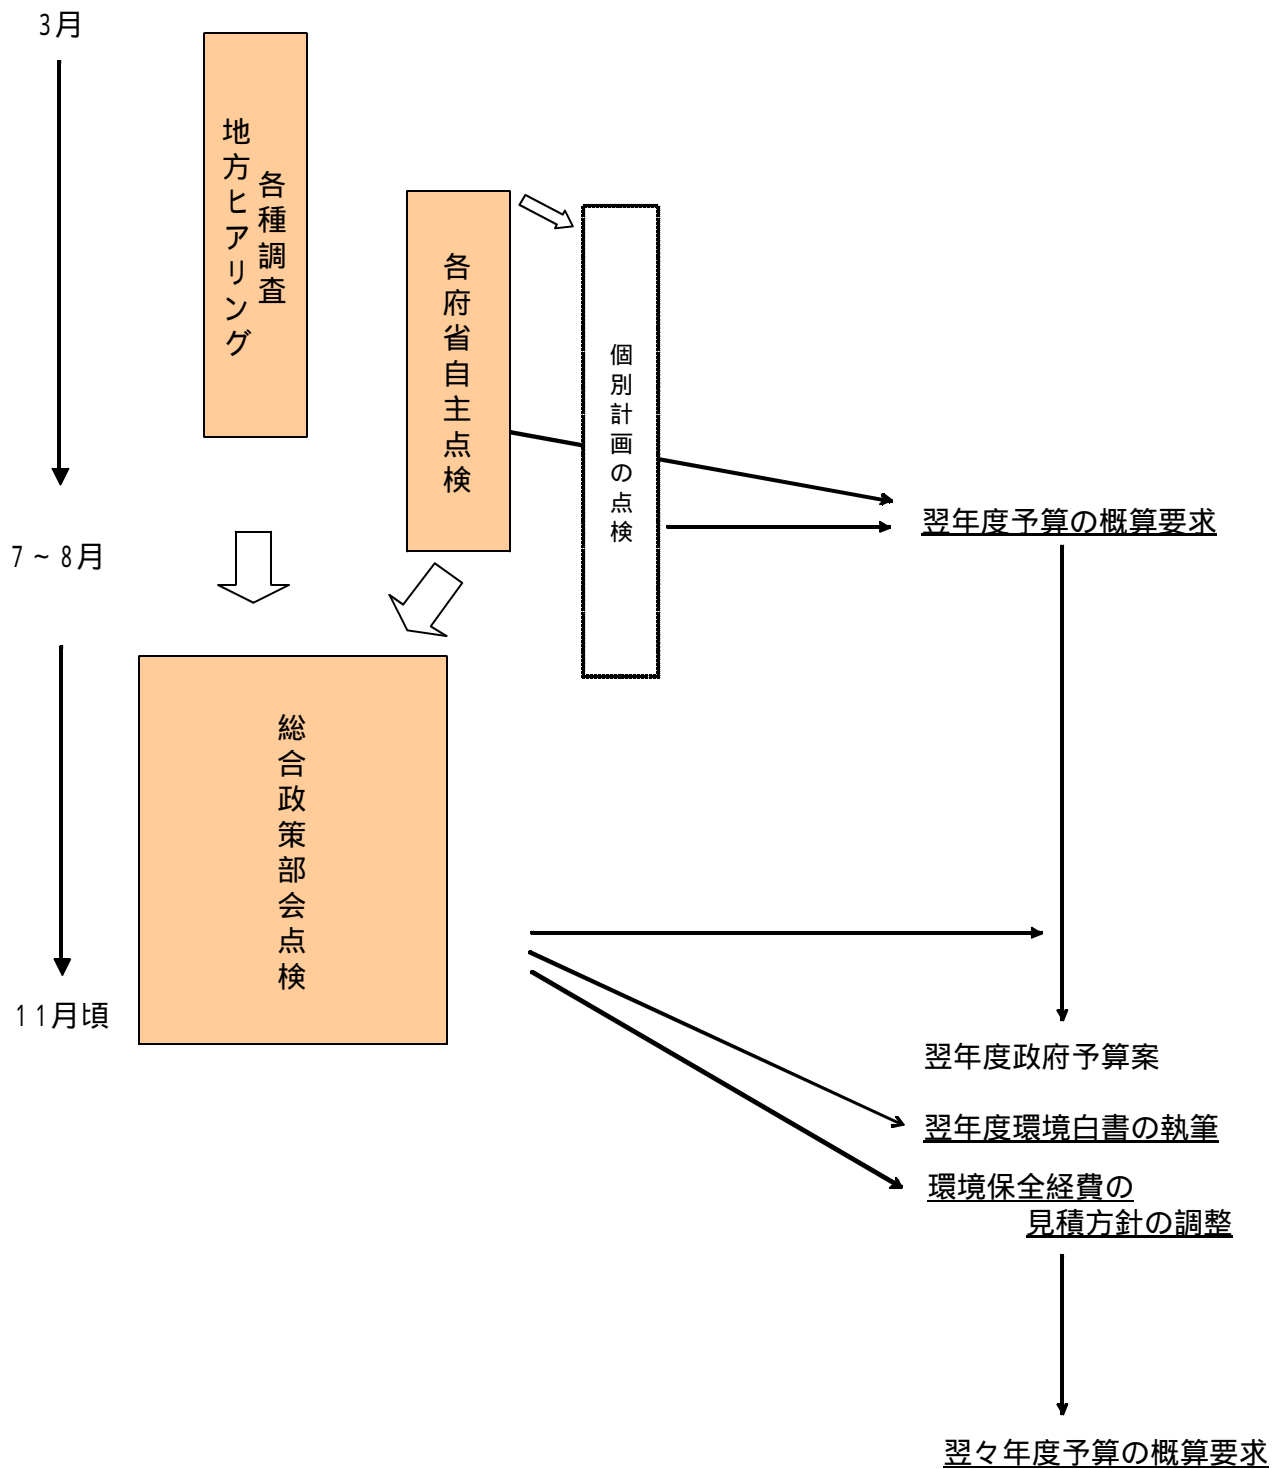 3月
各種調査
地方ヒアリング
各府省自主点検
個別計画の点検
翌年度予算の概算要求
7~8月
総合政策部会点検
11月頃
翌年度政府予算案
翌年度環境白書の執筆
環境保全経費の
見積方針の調整
翌々年度予算の概算要求